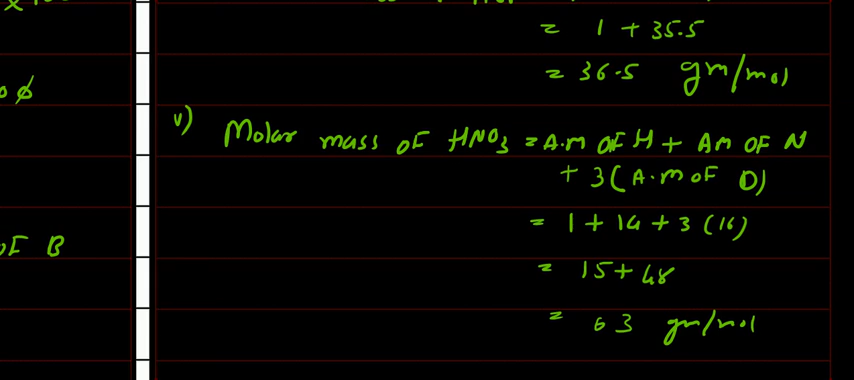 = 1 + 35.5
= 36.5 gm/mol
v) Molar mass OF HNO3 = A.M OF H + AM OF N
+ 3(A.M OF O)
= 1 + 14 + 3(16)
OF B
= 15 + 48
= 63 gm/mol